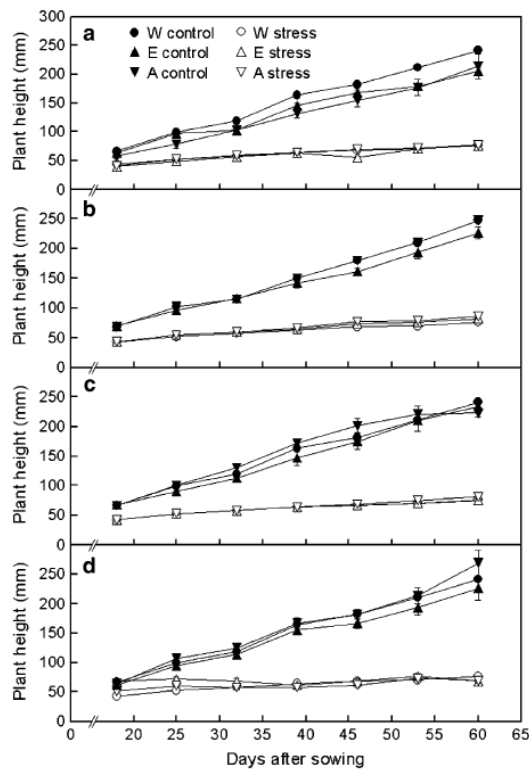 300
a
W control
W stress
250
E control
E stress
200
A control
A stress
150
100
50
0
Plant height (mm)
b
250
200
150
100
50
0
Plant height (mm)
c
250
200
150
100
50
0
Plant height (mm)
d
250
200
150
100
50
0
Plant height (mm)
0 15 20 25 30 35 40 45 50 55 60 65
Days after sowing